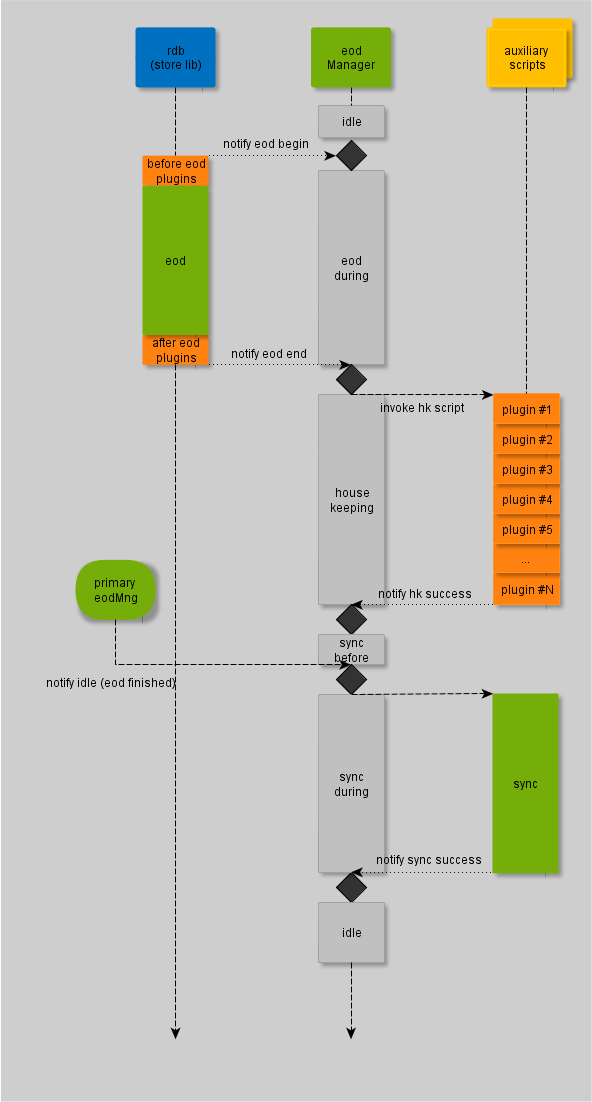 rdb
(store lib)
eod
Manager
auxiliary
scripts
idle
notify eod begin
before eod
plugins
eod
eod
during
after eod
plugins
notify eod end
invoke hk script
plugin #1
plugin #2
plugin #3
plugin #4
plugin #5
...
plugin #N
house
keeping
notify hk success
primary
eodMng
sync
before
notify idle (eod finished)
sync
during
sync
notify sync success
idle